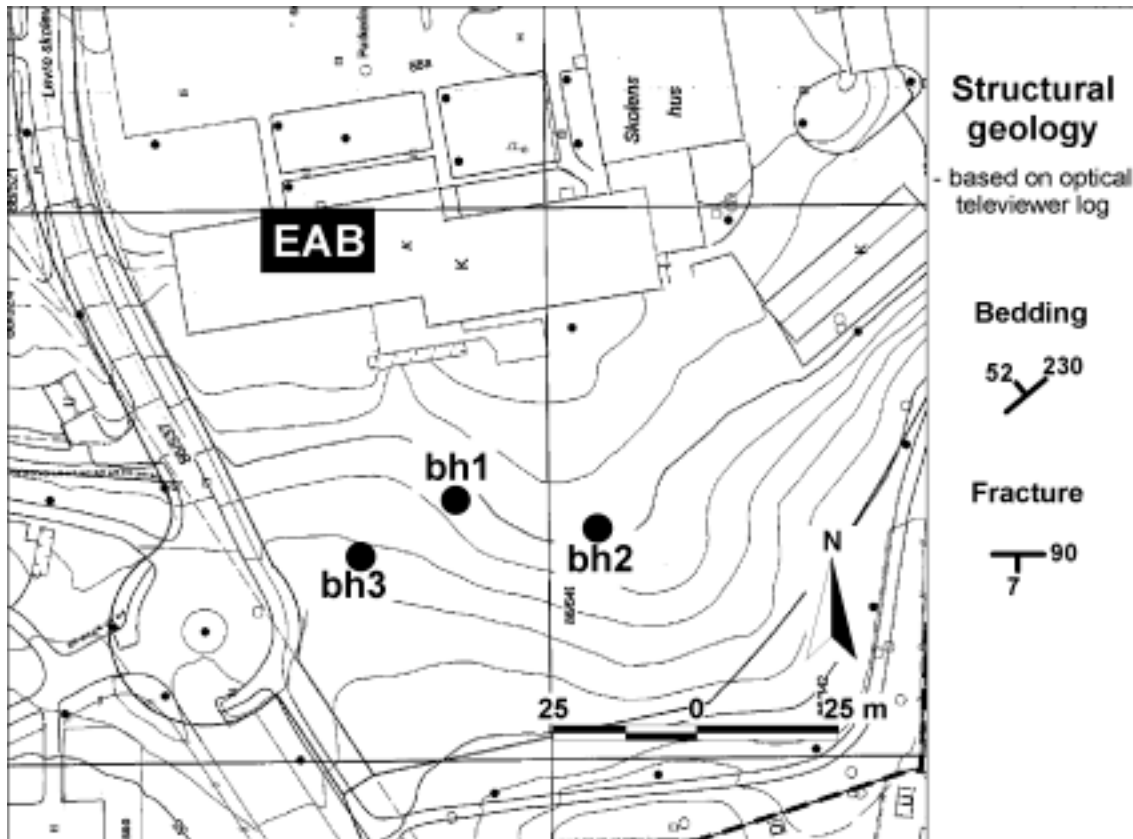 Structural
geology
- based on optical
televiewer log
Skolens
hus
EAB
K
K
K
Bedding
52 230
bh1
bh2
bh3
Fracture
90
7
N
25 0 25 m